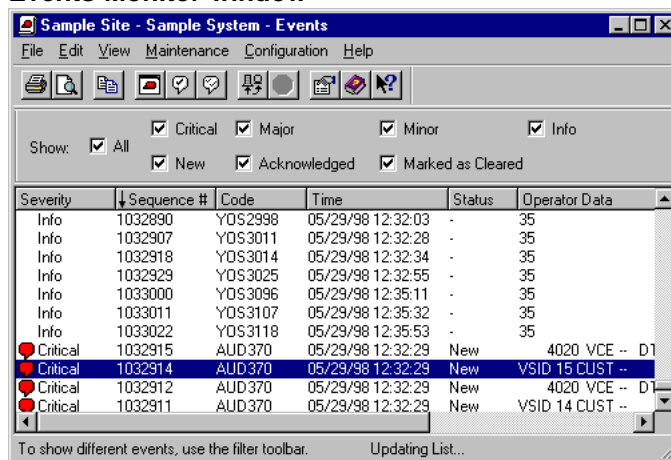 Events Monitor window
Sample Site - Sample System - Events
File Edit View Maintenance Configuration Help
Show: All Critical Major Minor Info
New Acknowledged Marked as Cleared
Severity Sequence # Code Time Status Operator Data
Info 1032890 YOS2998 05/29/98 12:32:03 - 35
Info 1032907 YOS3011 05/29/98 12:32:28 - 35
Info 1032918 YOS3014 05/29/98 12:32:34 - 35
Info 1032929 YOS3025 05/29/98 12:32:55 - 35
Info 1033000 YOS3096 05/29/98 12:35:11 - 35
Info 1033011 YOS3107 05/29/98 12:35:32 - 35
Info 1033022 YOS3118 05/29/98 12:35:53 - 35
Critical 1032915 AUD370 05/29/98 12:32:29 New 4020 VCE -- DT
Critical 1032914 AUD370 05/29/98 12:32:29 New VSID 15 CUST --
Critical 1032912 AUD370 05/29/98 12:32:29 New 4020 VCE -- DT
Critical 1032911 AUD370 05/29/98 12:32:29 New VSID 14 CUST --
To show different events, use the filter toolbar. Updating List...